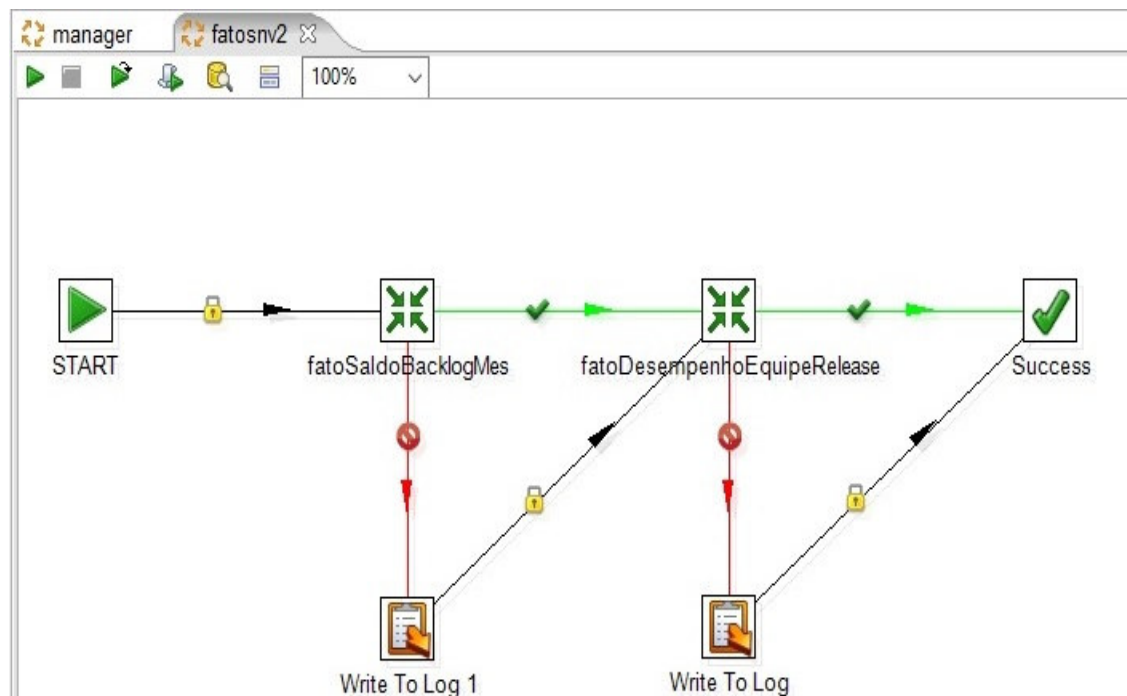 manager
fatosnv2
100%
START
fatoSaldoBacklogMes
fatoDesempenhoEquipeRelease
Success
Write To Log 1
Write To Log